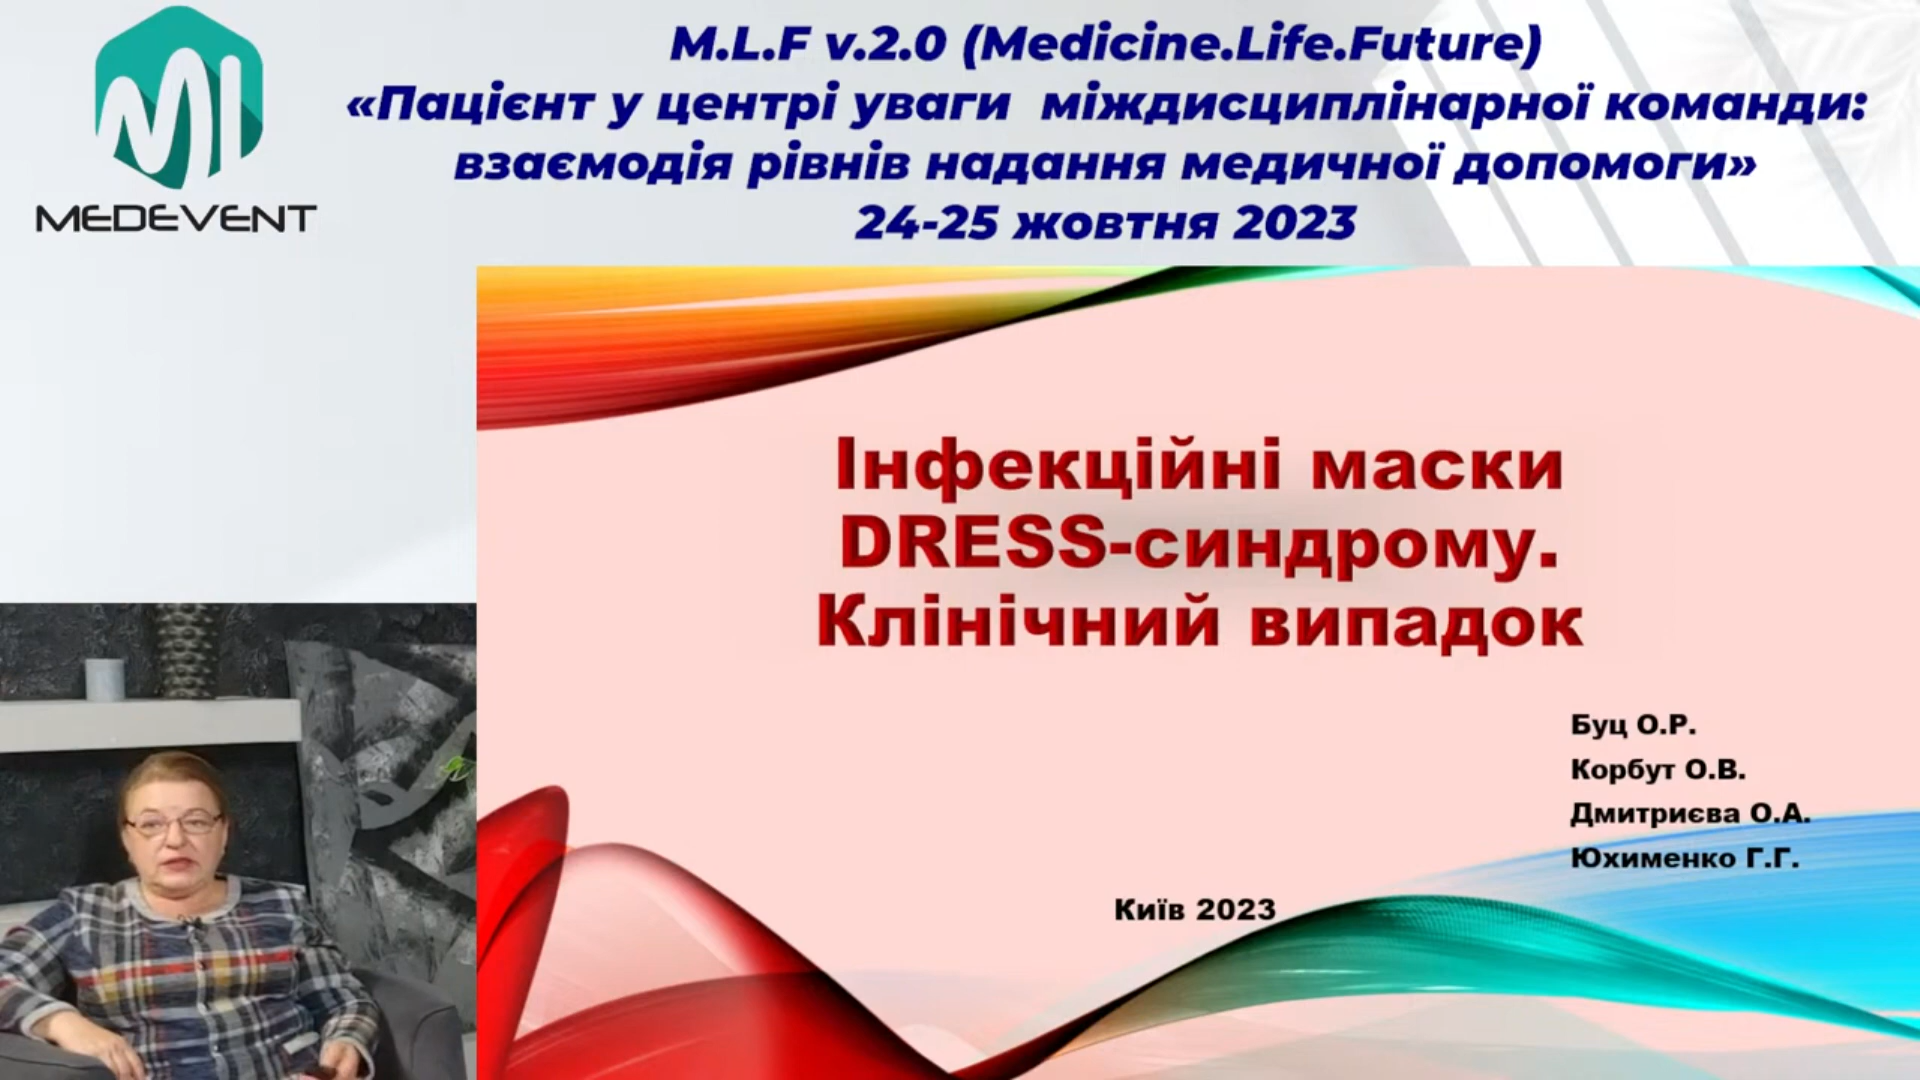 MEDEVENT
M.L.F v.2.0 (Medicine.Life.Future)
«Пацієнт у центрі уваги міждисциплінарної команди:
взаємодія рівнів надання медичної допомоги»
24-25 жовтня 2023
Інфекційні маски
DRESS-синдрому.
Клінічний випадок
Буц О.Р.
Корбут О.В.
Дмитриєва О.А.
Юхименко Г.Г.
Київ 2023